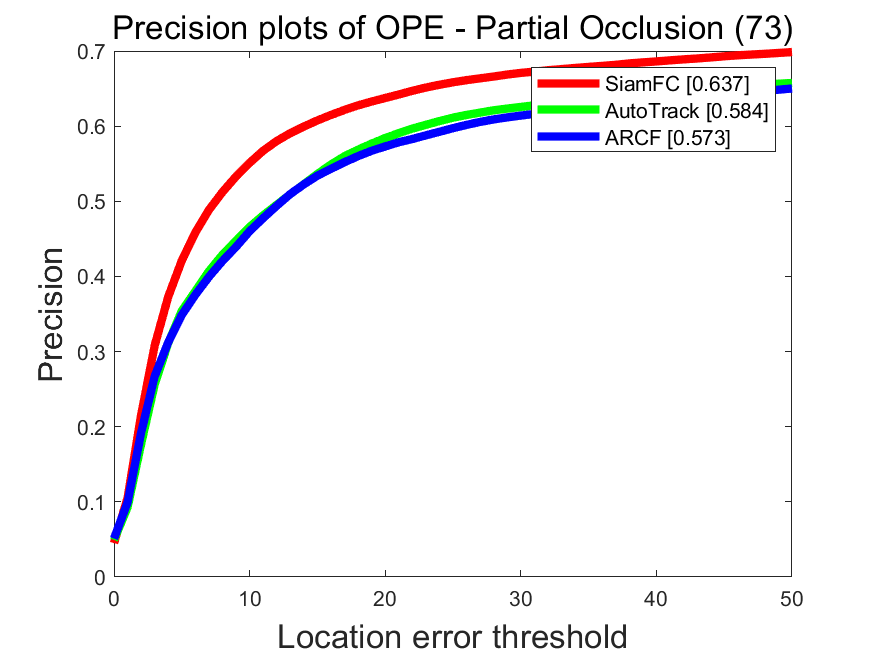 Precision plots of OPE - Partial Occlusion (73)
0.7
0.6
0.5
0.4
0.3
0.2
0.1
0
Precision
SiamFC [0.637]
AutoTrack [0.584]
ARCF [0.573]
0 10 20 30 40 50
Location error threshold